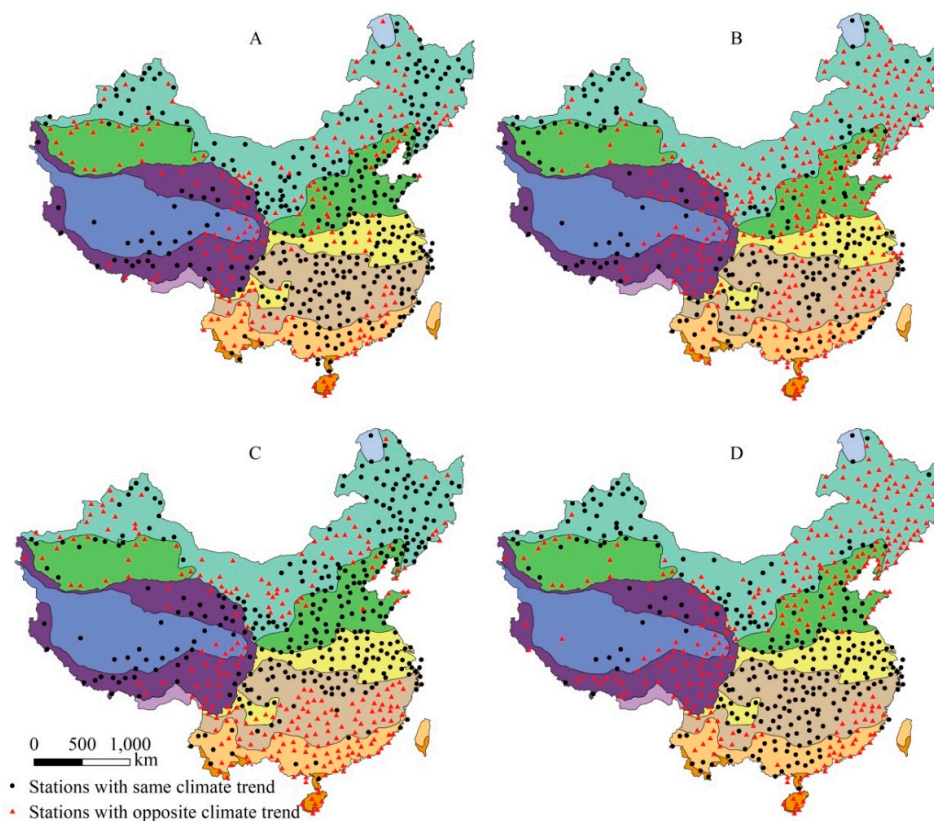 A
B
C
D
0 500 1,000
km
Stations with same climate trend
Stations with opposite climate trend